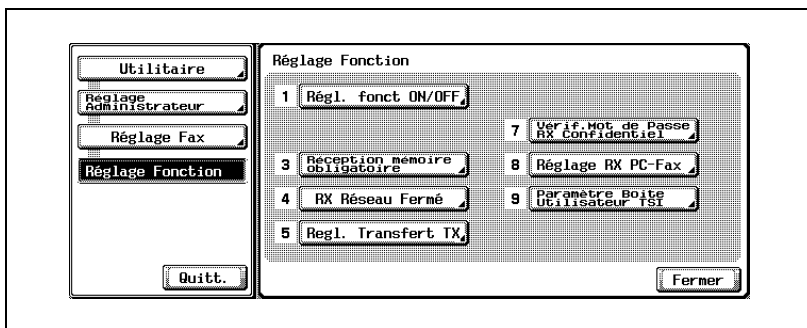 Utilitaire
Réglage
Administrateur
Réglage Fax
Réglage Fonction
Quitt.
Réglage Fonction
1 Régl. fonct ON/OFF
3 Réception mémoire
obligatoire
4 RX Réseau Fermé
5 Regl. Transfert TX
7 Vérif.Mot de Passe
RX Confidentiel
8 Réglage RX PC-Fax
9 Paramètre Boîte
Utilisateur TSI
Fermer